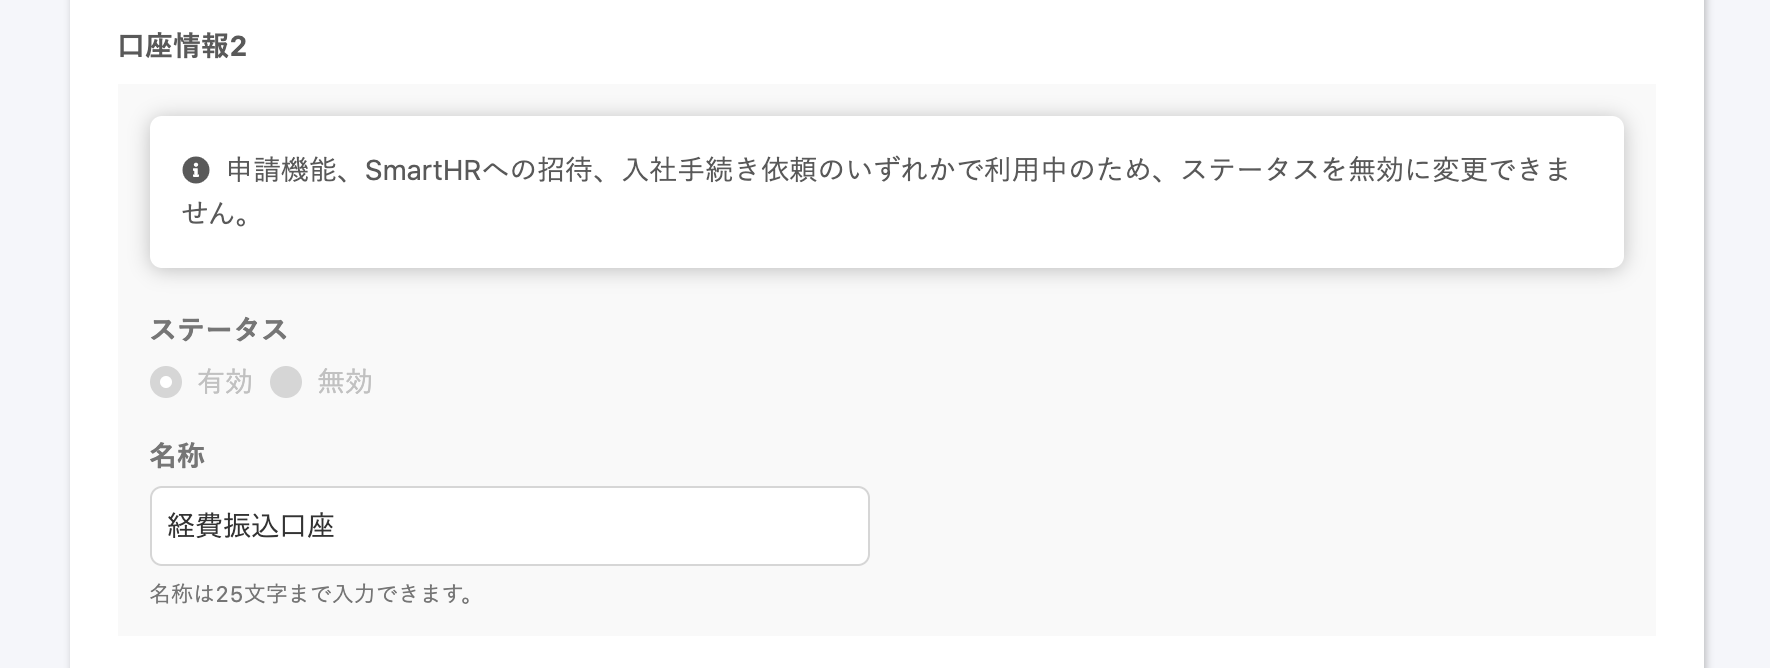 口座情報2
申請機能、SmartHRへの招待、入社手続き依頼のいずれかで利用中のため、ステータスを無効に変更できま
せん。
ステータス
有効 無効
名称
経費振込口座
名称は25文字まで入力できます。